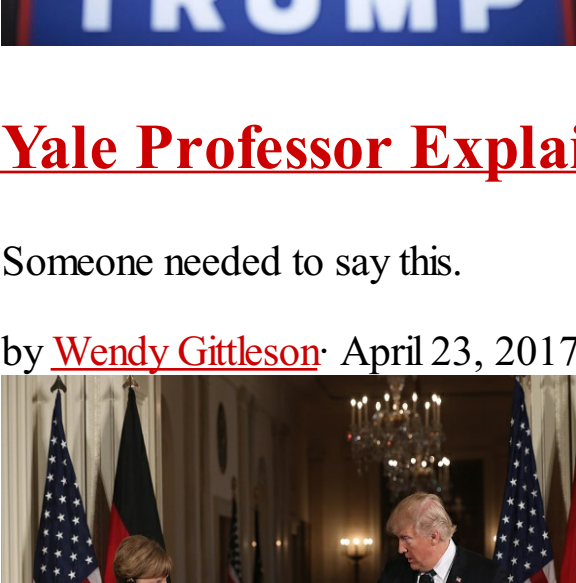 TRUMP
Yale Professor Explai
Someone needed to say this.
by Wendy Gittleson· April 23, 2017